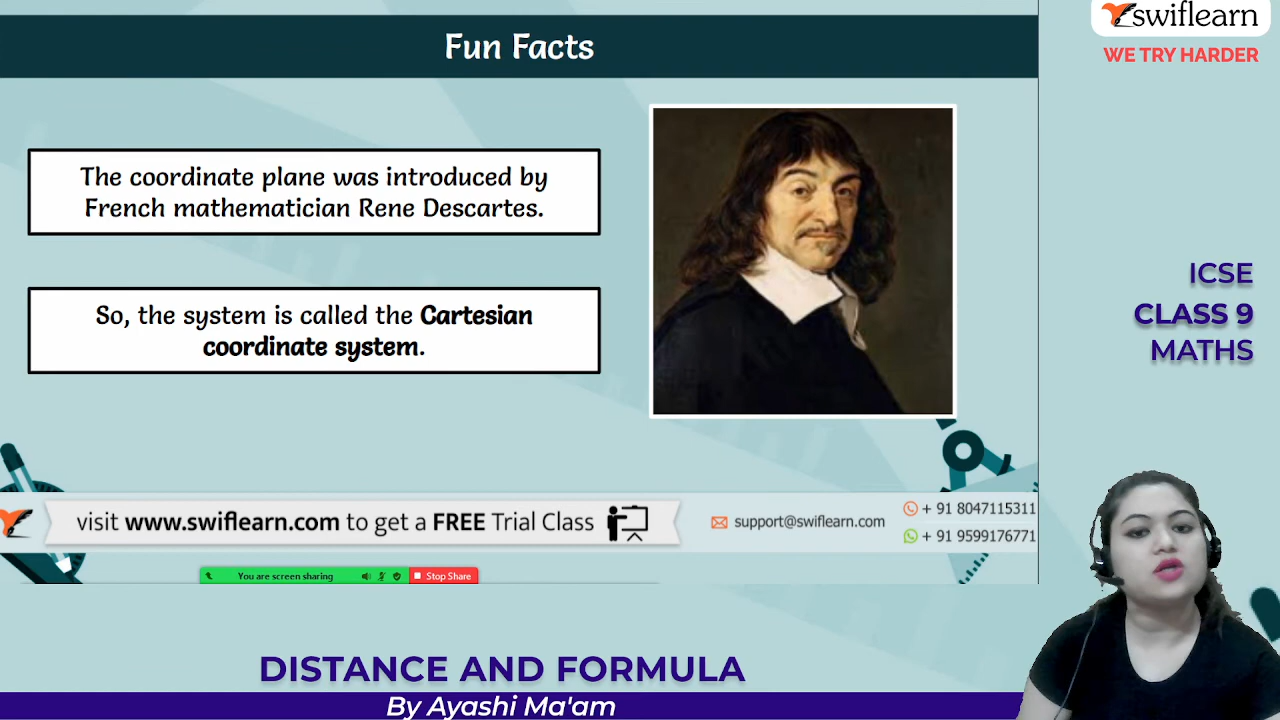 swiflearn
WE TRY HARDER
Fun Facts
The coordinate plane was introduced by
French mathematician Rene Descartes.
So, the system is called the Cartesian
coordinate system.
ICSE
CLASS 9
MATHS
visit www.swiflearn.com to get a FREE Trial Class
support@swiflearn.com
+ 91 8047115311
+ 91 9599176771
You are screen sharing
Stop Share
DISTANCE AND FORMULA
By Ayashi Ma'am